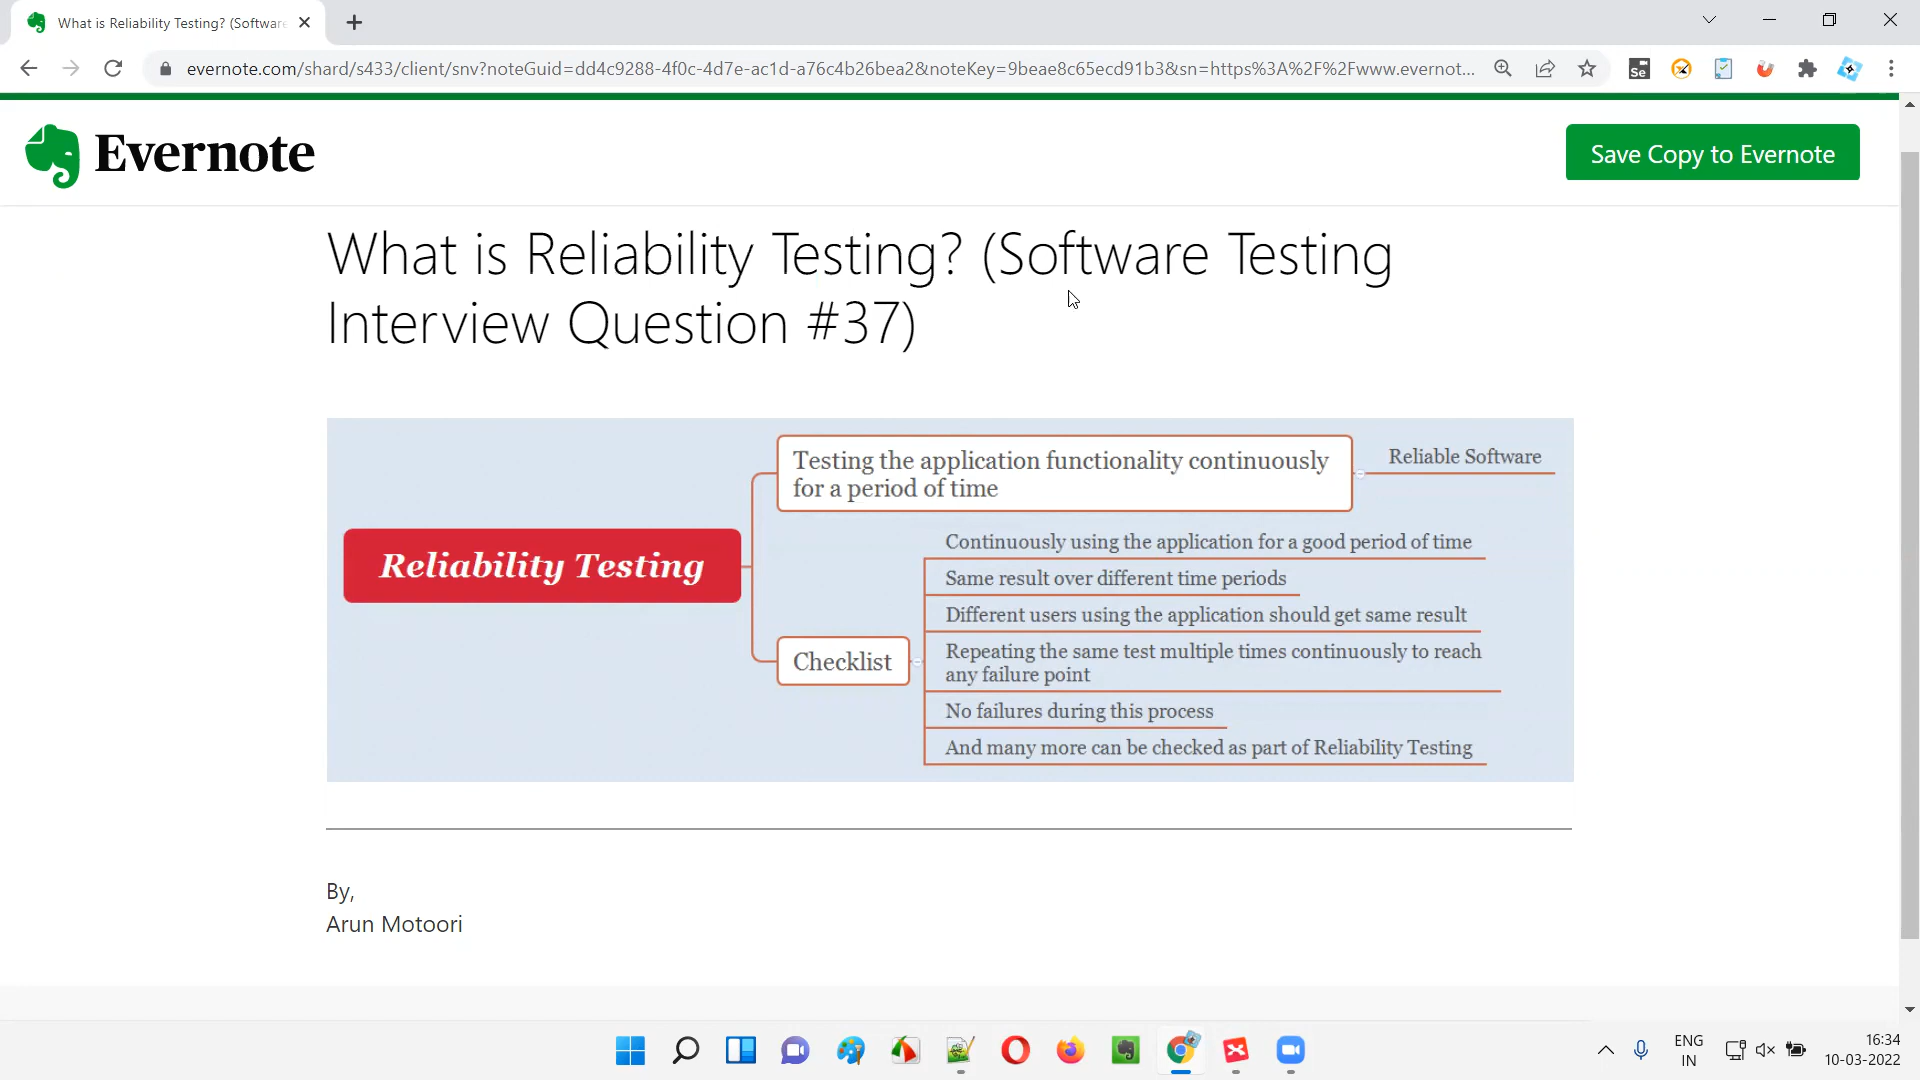 What is Reliability Testing? (Software
evernote.com/shard/s433/client/snv?noteGuid=dd4c9288-4f0c-4d7e-ac1d-a76c4b26bea2&noteKey=9beae8c65ecd91b3&sn=https%3A%2F%2Fwww.evernot...
Se
Evernote
Save Copy to Evernote
What is Reliability Testing? (Software Testing
Interview Question #37)
Testing the application functionality continuously
for a period of time
Reliable Software
Reliability Testing
Continuously using the application for a good period of time
Same result over different time periods
Different users using the application should get same result
Checklist
Repeating the same test multiple times continuously to reach
any failure point
No failures during this process
And many more can be checked as part of Reliability Testing
By,
Arun Motoori
ENG
IN
16:34
10-03-2022